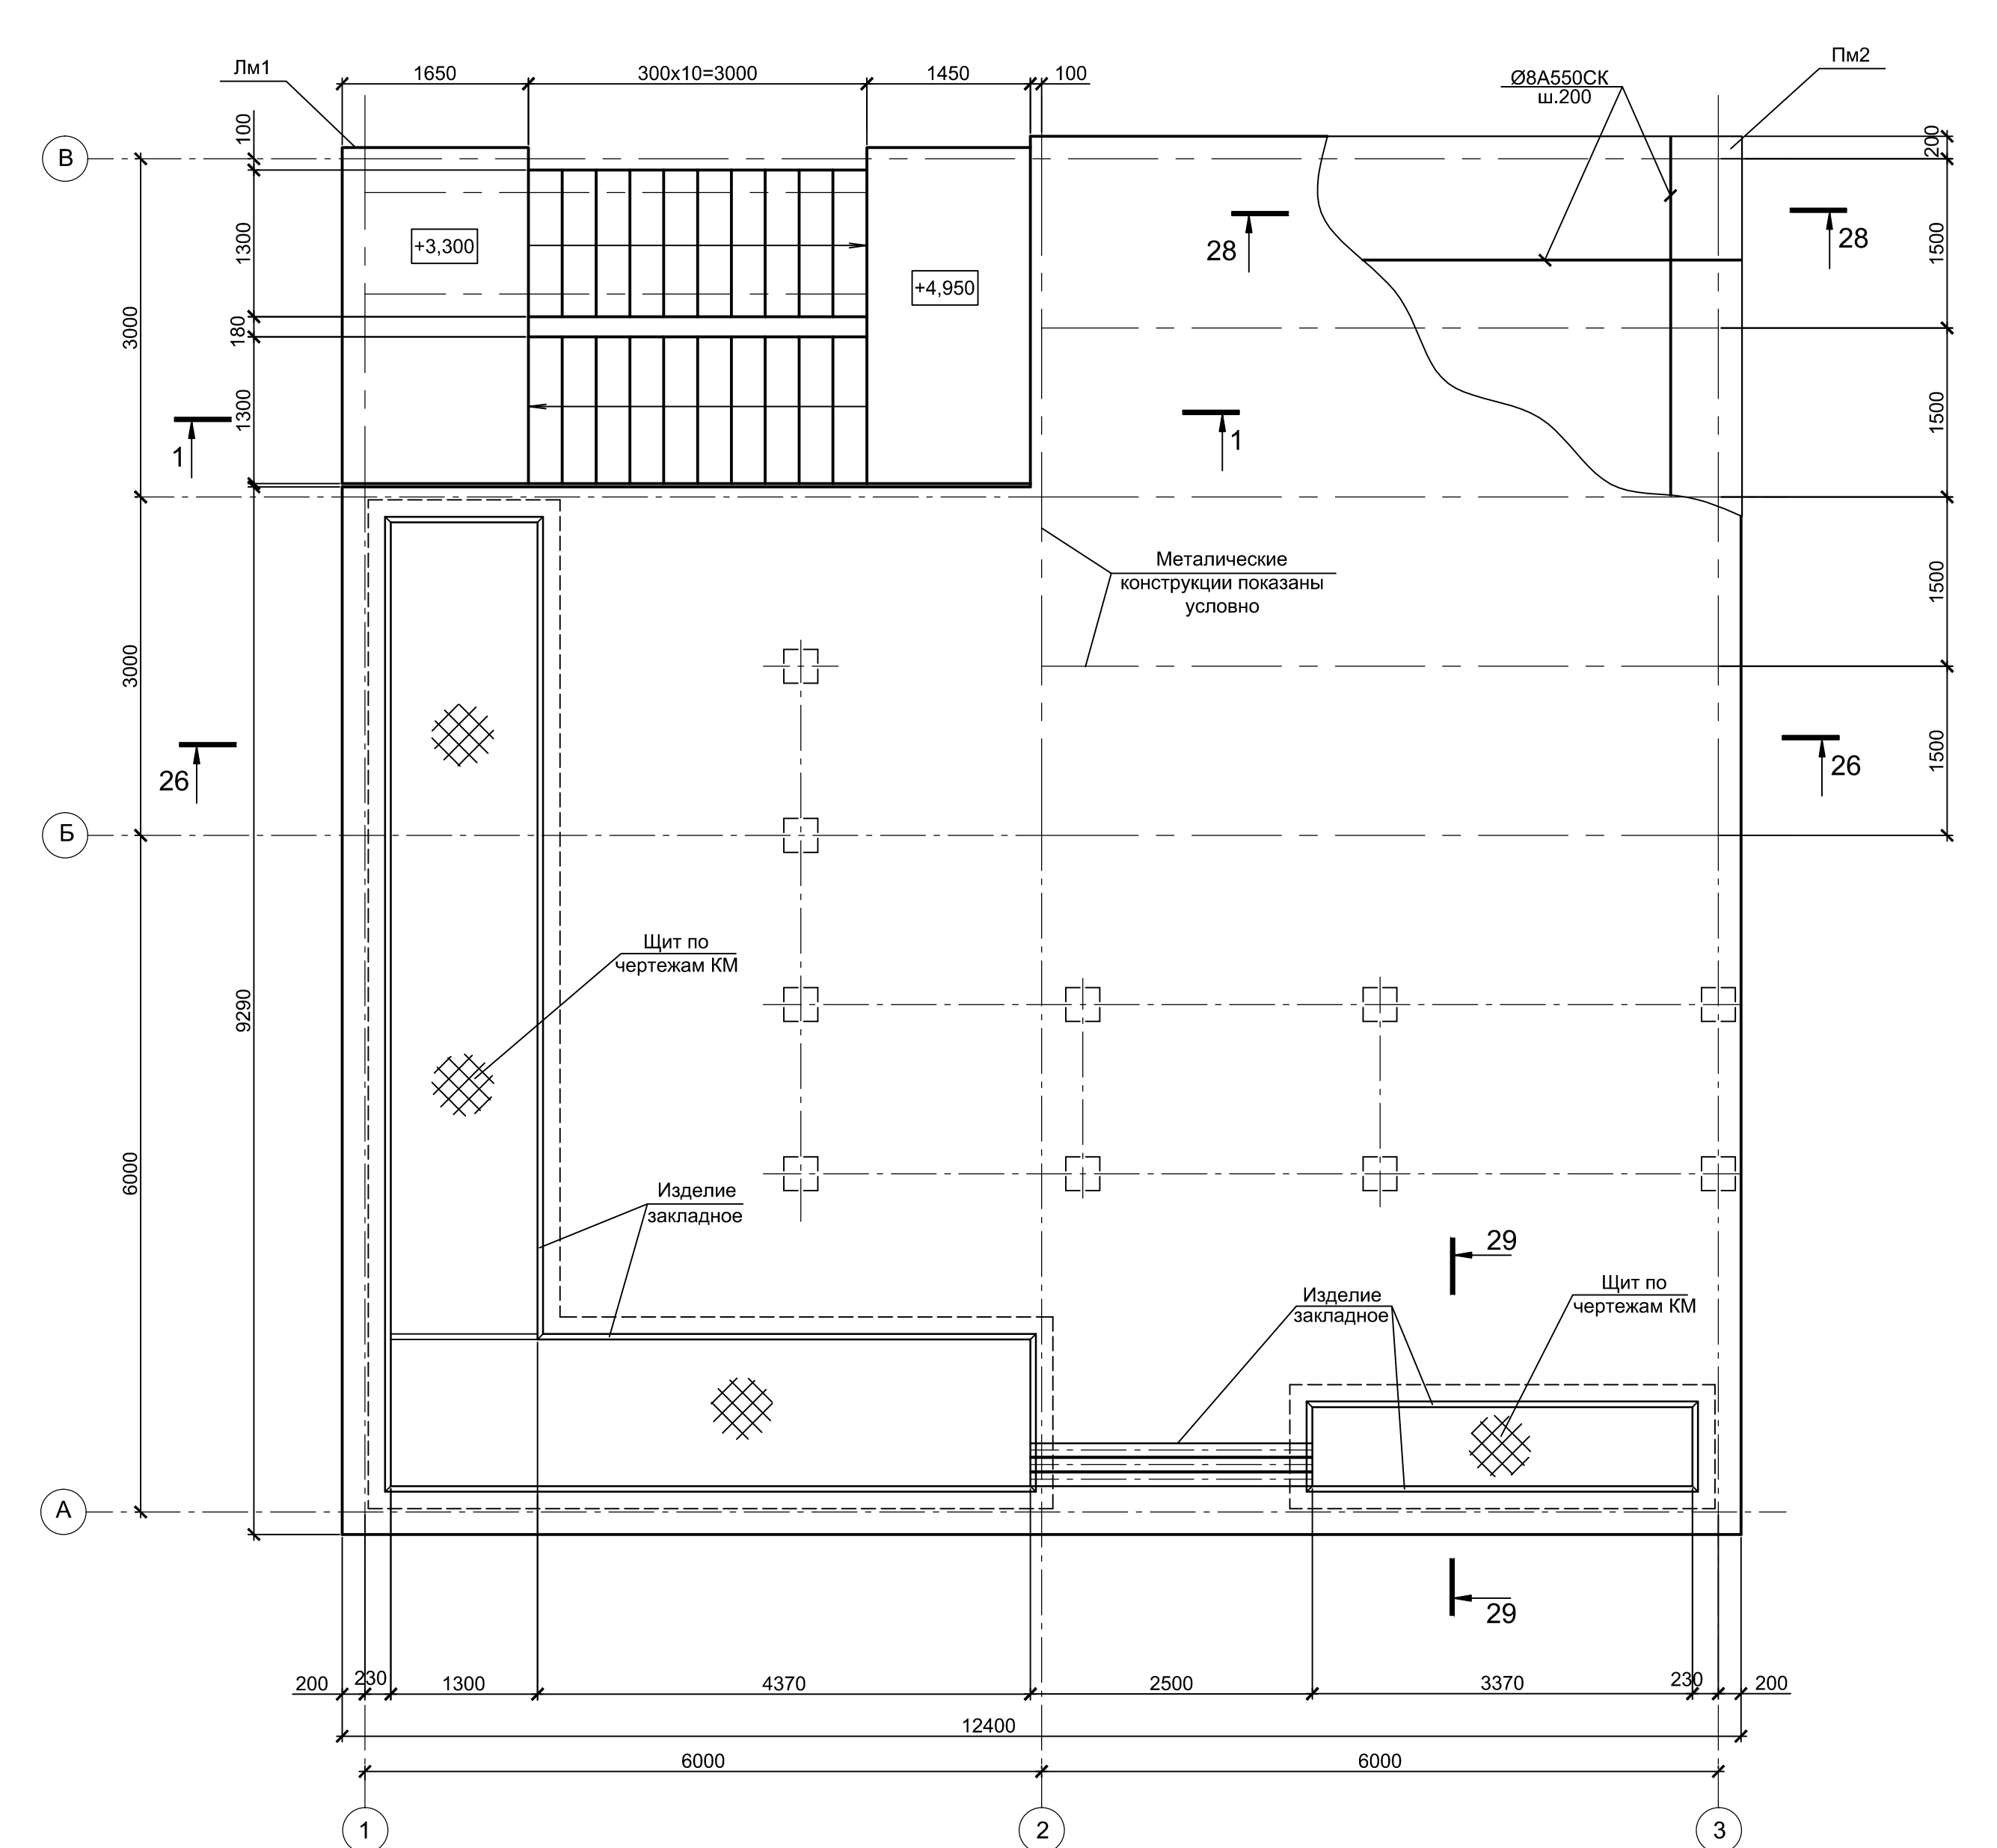 Лм1
1650
300х10=3000
1450
100
Ø8А550СК
ш.200
Пм2
В
100
200
1300
+3,300
28
28
1500
+4,950
3000
180
1300
1
1
1500
Металические
конструкции показаны
условно
1500
3000
26
26
1500
Б
Щит по
чертежам КМ
9290
6000
Изделие
закладное
29
Изделие
закладное
Щит по
чертежам КМ
А
29
200
230
1300
4370
2500
3370
230
200
12400
6000
6000
1
2
3